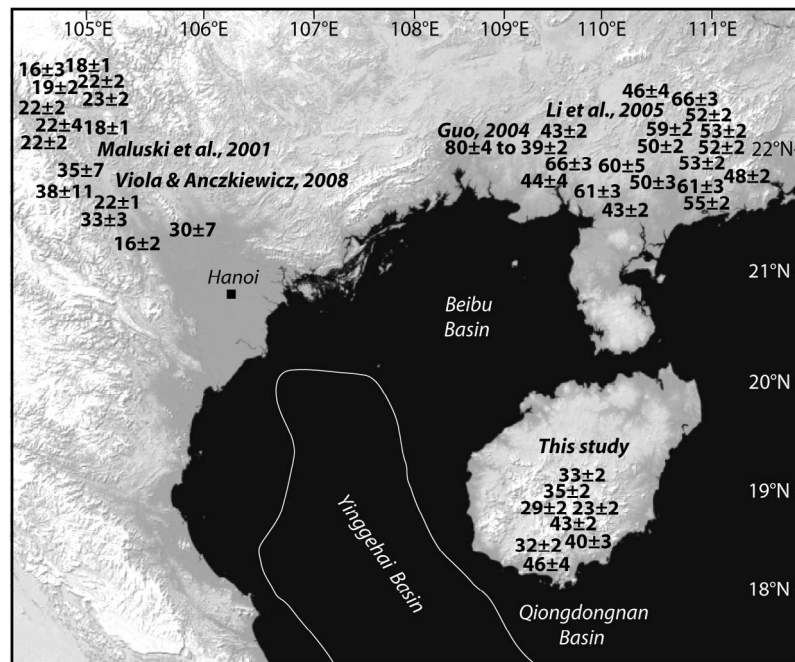 105°E 106°E 107°E 108°E 109°E 110°E 111°E
16±3 18±1
19±2 22±2
22±2 23±2
22±4 18±1
22±2
Maluski et al., 2001
35±7
Viola & Anczkiewicz, 2008
38±11
22±1
33±3
16±2 30±7
Hanoi
46±4
66±3
Li et al., 2005 52±2
Guo, 2004 43±2 59±2 53±2
80±4 to 39±2 50±2 52±2 22°N
66±3 60±5 53±2
44±4 50±3 48±2
61±3 61±3
43±2 55±2
21°N
Beibu
Basin
20°N
This study
33±2
35±2
19°N
29±2 23±2
43±2
32±2 40±3
46±4
18°N
Yinggehai Basin
Qiongdongnan
Basin